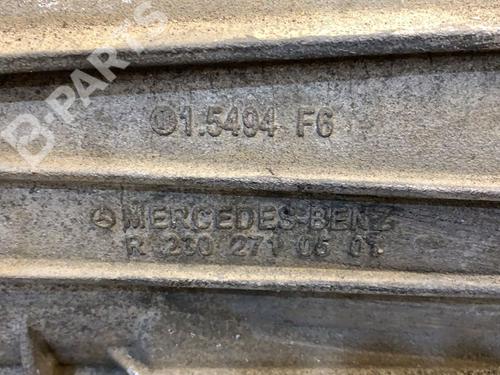 B-PARTS
1.5494 F6
MERCEDES-BENZ
R 230 271 05 01